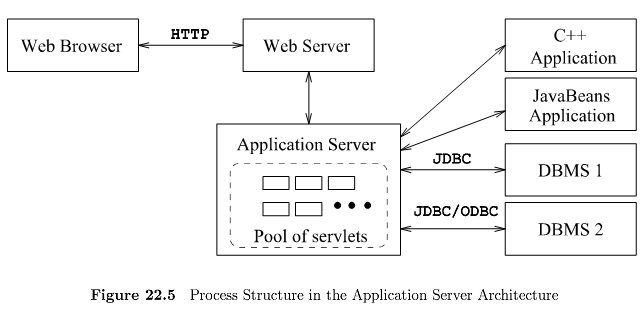 Web Browser
HTTP
Web Server
C++
Application
JavaBeans
Application
Application Server
JDBC
DBMS 1
JDBC/ODBC
DBMS 2
Pool of servlets
Figure 22.5 Process Structure in the Application Server Architecture